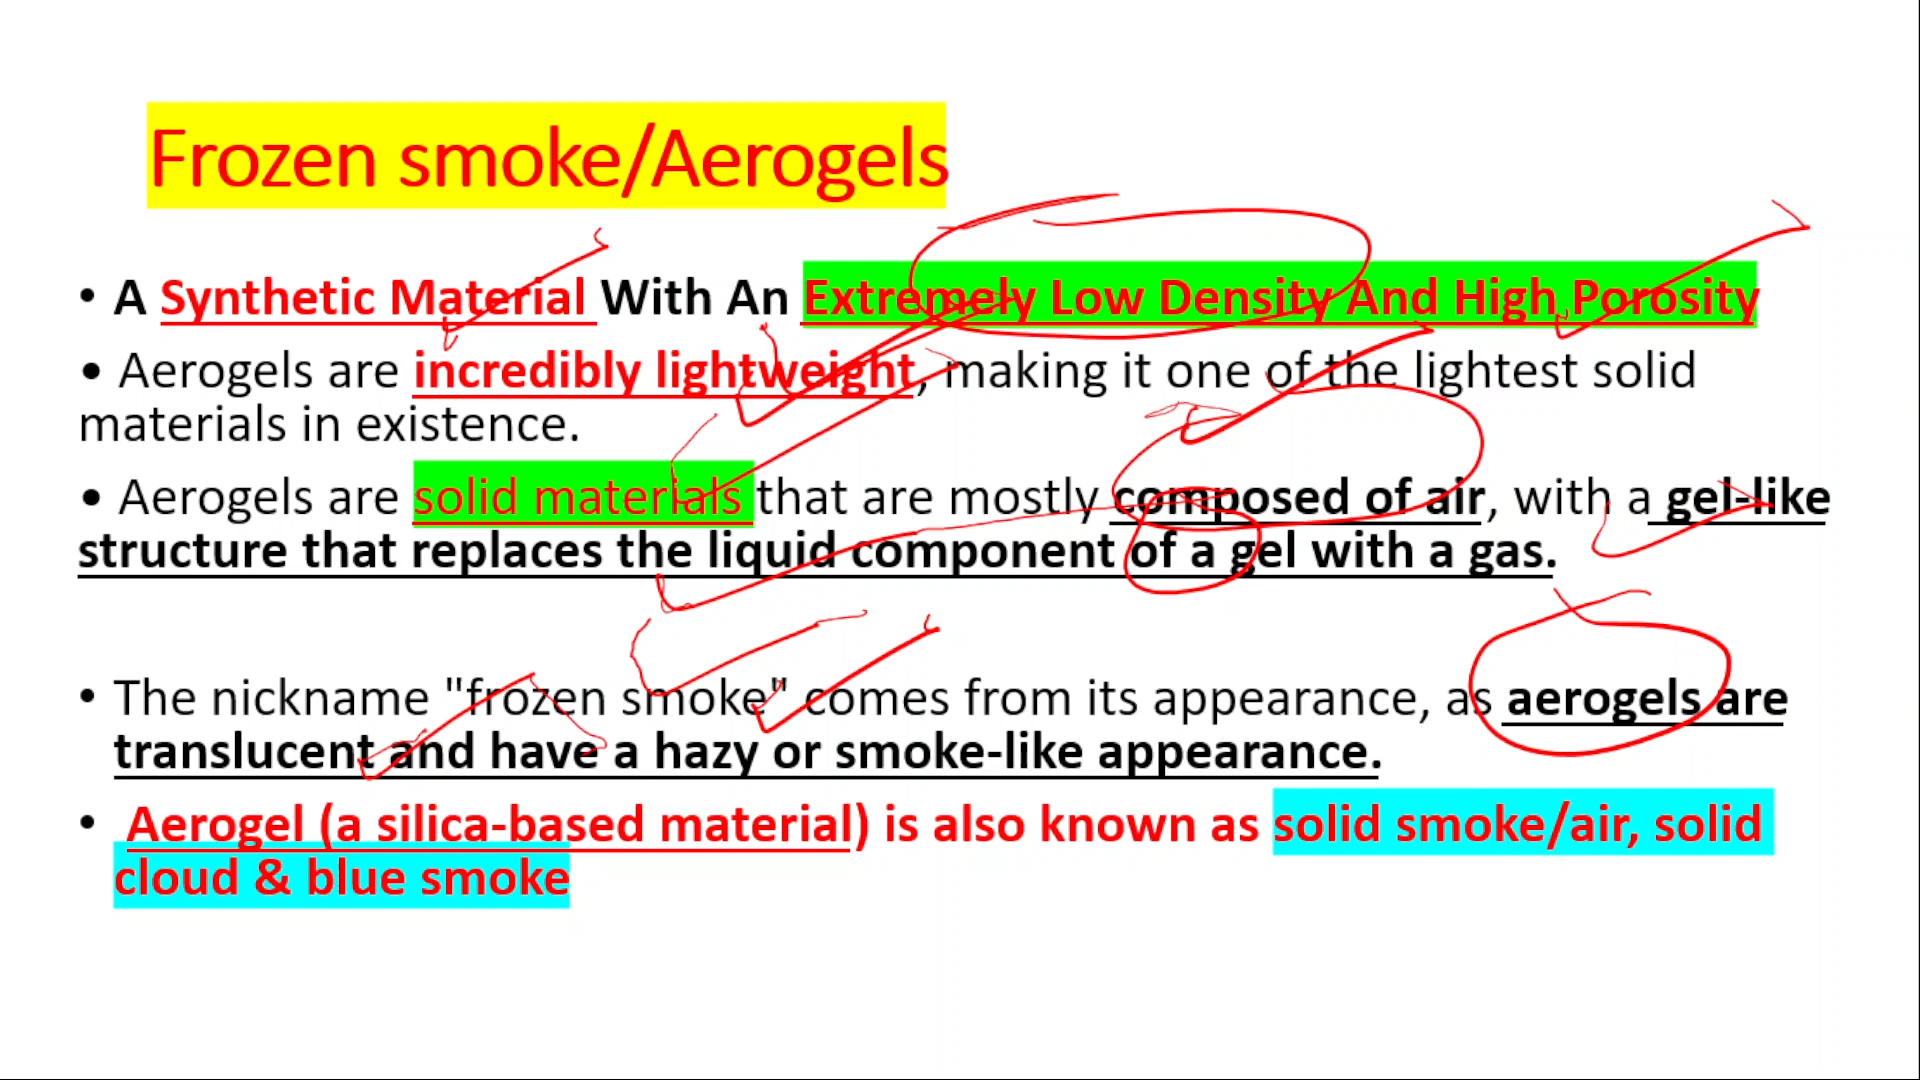 Frozen smoke/Aerogels
• A Synthetic Material With An Extremely Low Density And High Porosity
• Aerogels are incredibly lightweight, making it one of the lightest solid
materials in existence.
• Aerogels are solid materials that are mostly composed of air, with a gel-like
structure that replaces the liquid component of a gel with a gas.
• The nickname "frozen smoke" comes from its appearance, as aerogels are
translucent and have a hazy or smoke-like appearance.
• Aerogel (a silica-based material) is also known as solid smoke/air, solid
cloud & blue smoke